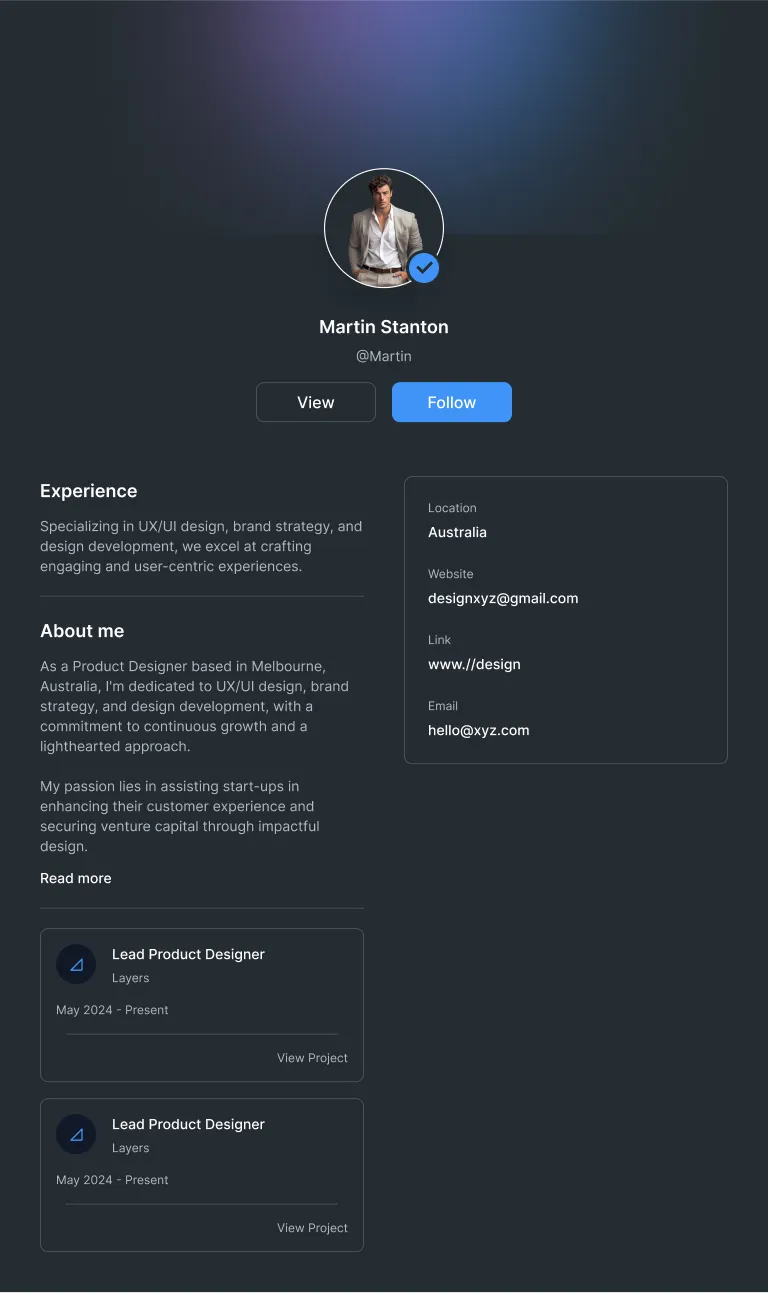 Martin Stanton
@Martin
View
Follow
Experience
Specializing in UX/UI design, brand strategy, and
design development, we excel at crafting
engaging and user-centric experiences.
About me
As a Product Designer based in Melbourne,
Australia, I'm dedicated to UX/UI design, brand
strategy, and design development, with a
commitment to continuous growth and a
lighthearted approach.
My passion lies in assisting start-ups in
enhancing their customer experience and
securing venture capital through impactful
design.
Read more
Lead Product Designer
Layers
May 2024 - Present
View Project
Lead Product Designer
Layers
May 2024 - Present
View Project
Location
Australia
Website
designxyz@gmail.com
Link
www.//design
Email
hello@xyz.com